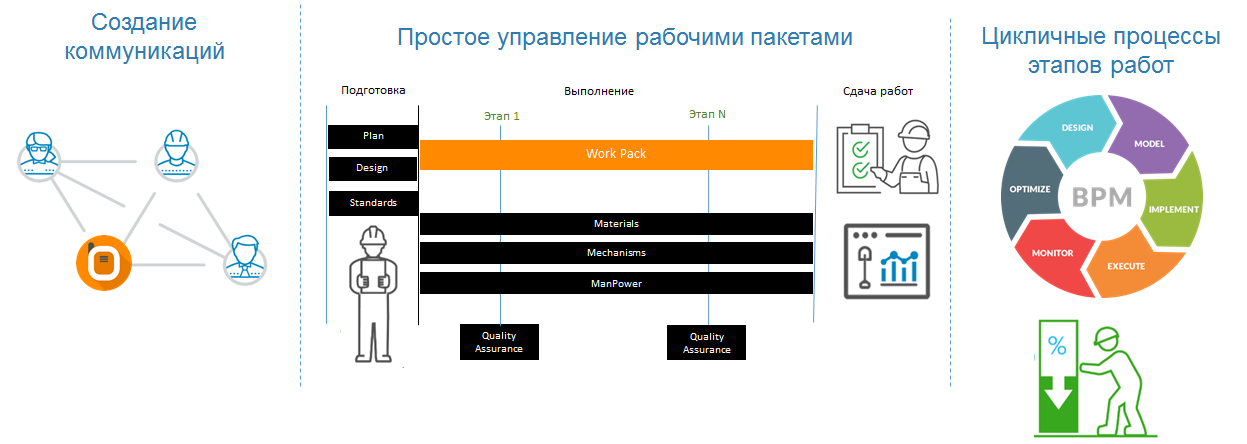 Создание
коммуникаций
Простое управление рабочими пакетами
Подготовка
Выполнение
Сдача работ
Этап 1
Этап N
Plan
Design
Standards
Work Pack
Materials
Mechanisms
ManPower
Quality
Assurance
Quality
Assurance
Цикличные процессы
этапов работ
DESIGN
MODEL
IMPLEMENT
EXECUTE
MONITOR
OPTIMIZE
BPM
%